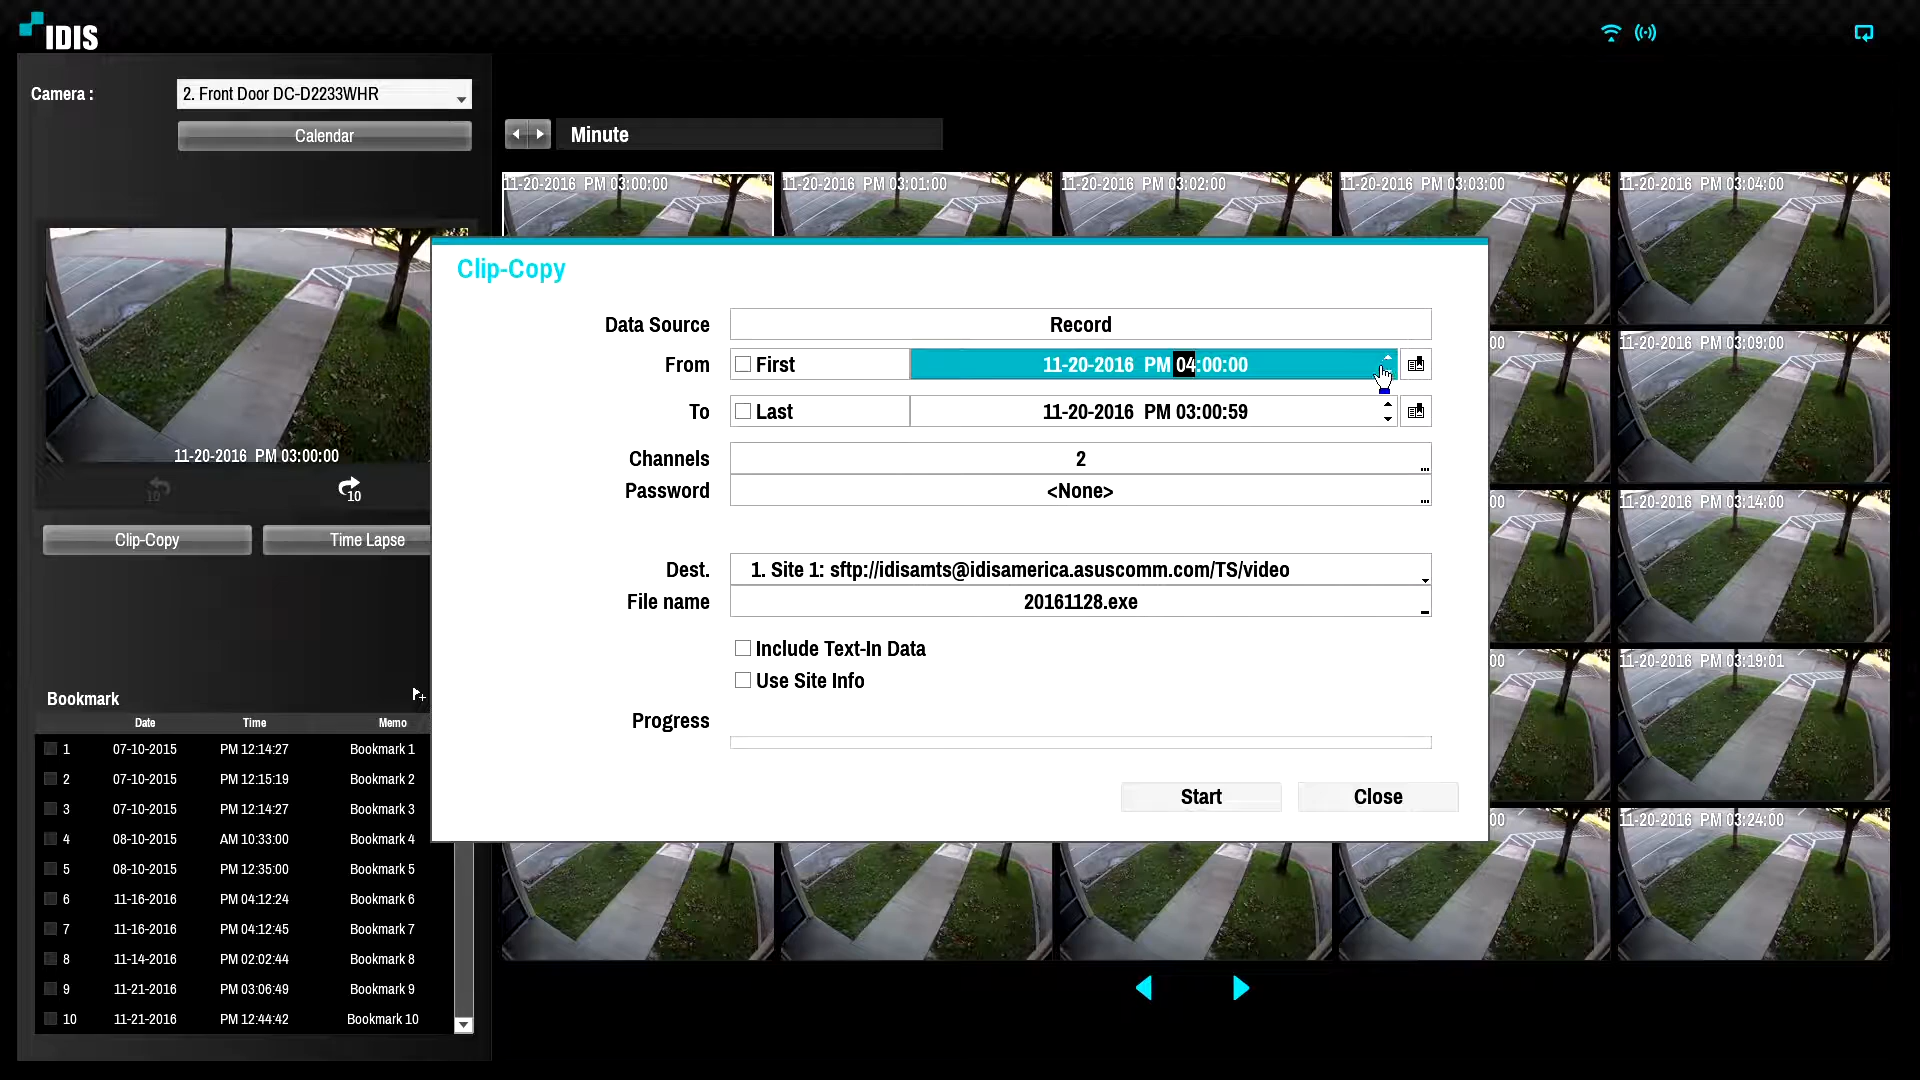 IDIS
Camera :
2. Front Door DC-D2233WHR
Calendar
Minute
11-20-2016 PM 03:00:00
11-20-2016 PM 03:01:00
11-20-2016 PM 03:02:00
11-20-2016 PM 03:03:00
11-20-2016 PM 03:04:00
11-20-2016 PM 03:00:00
10
10
Clip-Copy
Time Lapse
Clip-Copy
Data Source
Record
From
First
11-20-2016 PM 04:00:00
To
Last
11-20-2016 PM 03:00:59
Channels
2
...
Password
<None>
...
Dest.
1. Site 1: sftp://idisamts@idisamerica.asuscomm.com/TS/video
File name
20161128.exe
Include Text-In Data
Use Site Info
Progress
Start
Close
00
11-20-2016 PM 03:09:00
00
11-20-2016 PM 03:14:00
00
11-20-2016 PM 03:19:01
00
11-20-2016 PM 03:24:00
Bookmark
Date Time Memo
1 07-10-2015 PM 12:14:27 Bookmark 1
2 07-10-2015 PM 12:15:19 Bookmark 2
3 07-10-2015 PM 12:14:27 Bookmark 3
4 08-10-2015 AM 10:33:00 Bookmark 4
5 08-10-2015 PM 12:35:00 Bookmark 5
6 11-16-2016 PM 04:12:24 Bookmark 6
7 11-16-2016 PM 04:12:45 Bookmark 7
8 11-14-2016 PM 02:02:44 Bookmark 8
9 11-21-2016 PM 03:06:49 Bookmark 9
10 11-21-2016 PM 12:44:42 Bookmark 10